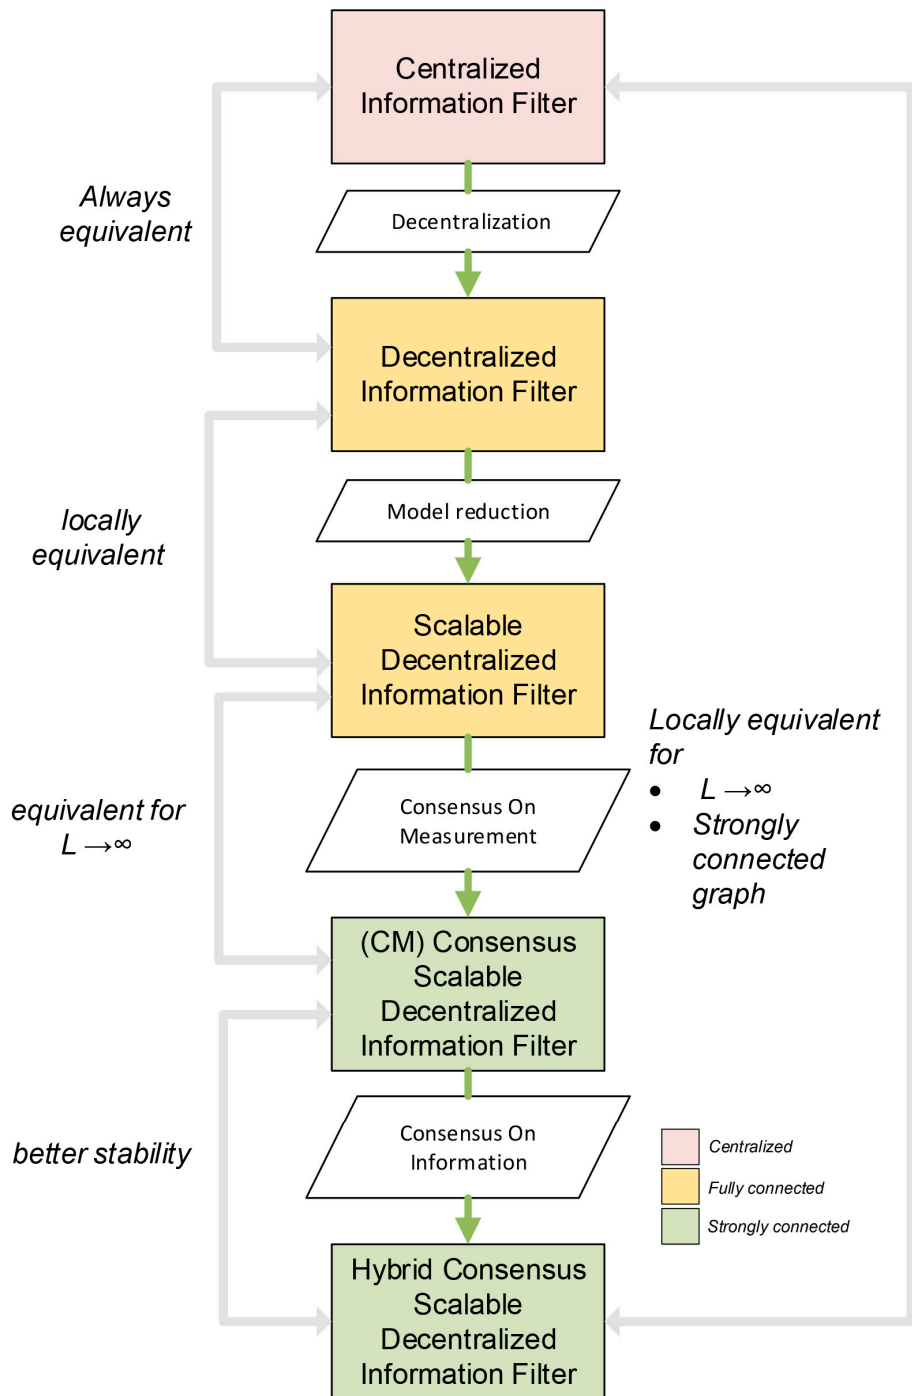 Centralized
Information Filter
Always
equivalent
Decentralization
Decentralized
Information Filter
locally
equivalent
Model reduction
Scalable
Decentralized
Information Filter
Locally equivalent
for
• L →∞
• Strongly
connected
graph
equivalent for
L →∞
Consensus On
Measurement
(CM) Consensus
Scalable
Decentralized
Information Filter
better stability
Consensus On
Information
Centralized
Fully connected
Strongly connected
Hybrid Consensus
Scalable
Decentralized
Information Filter